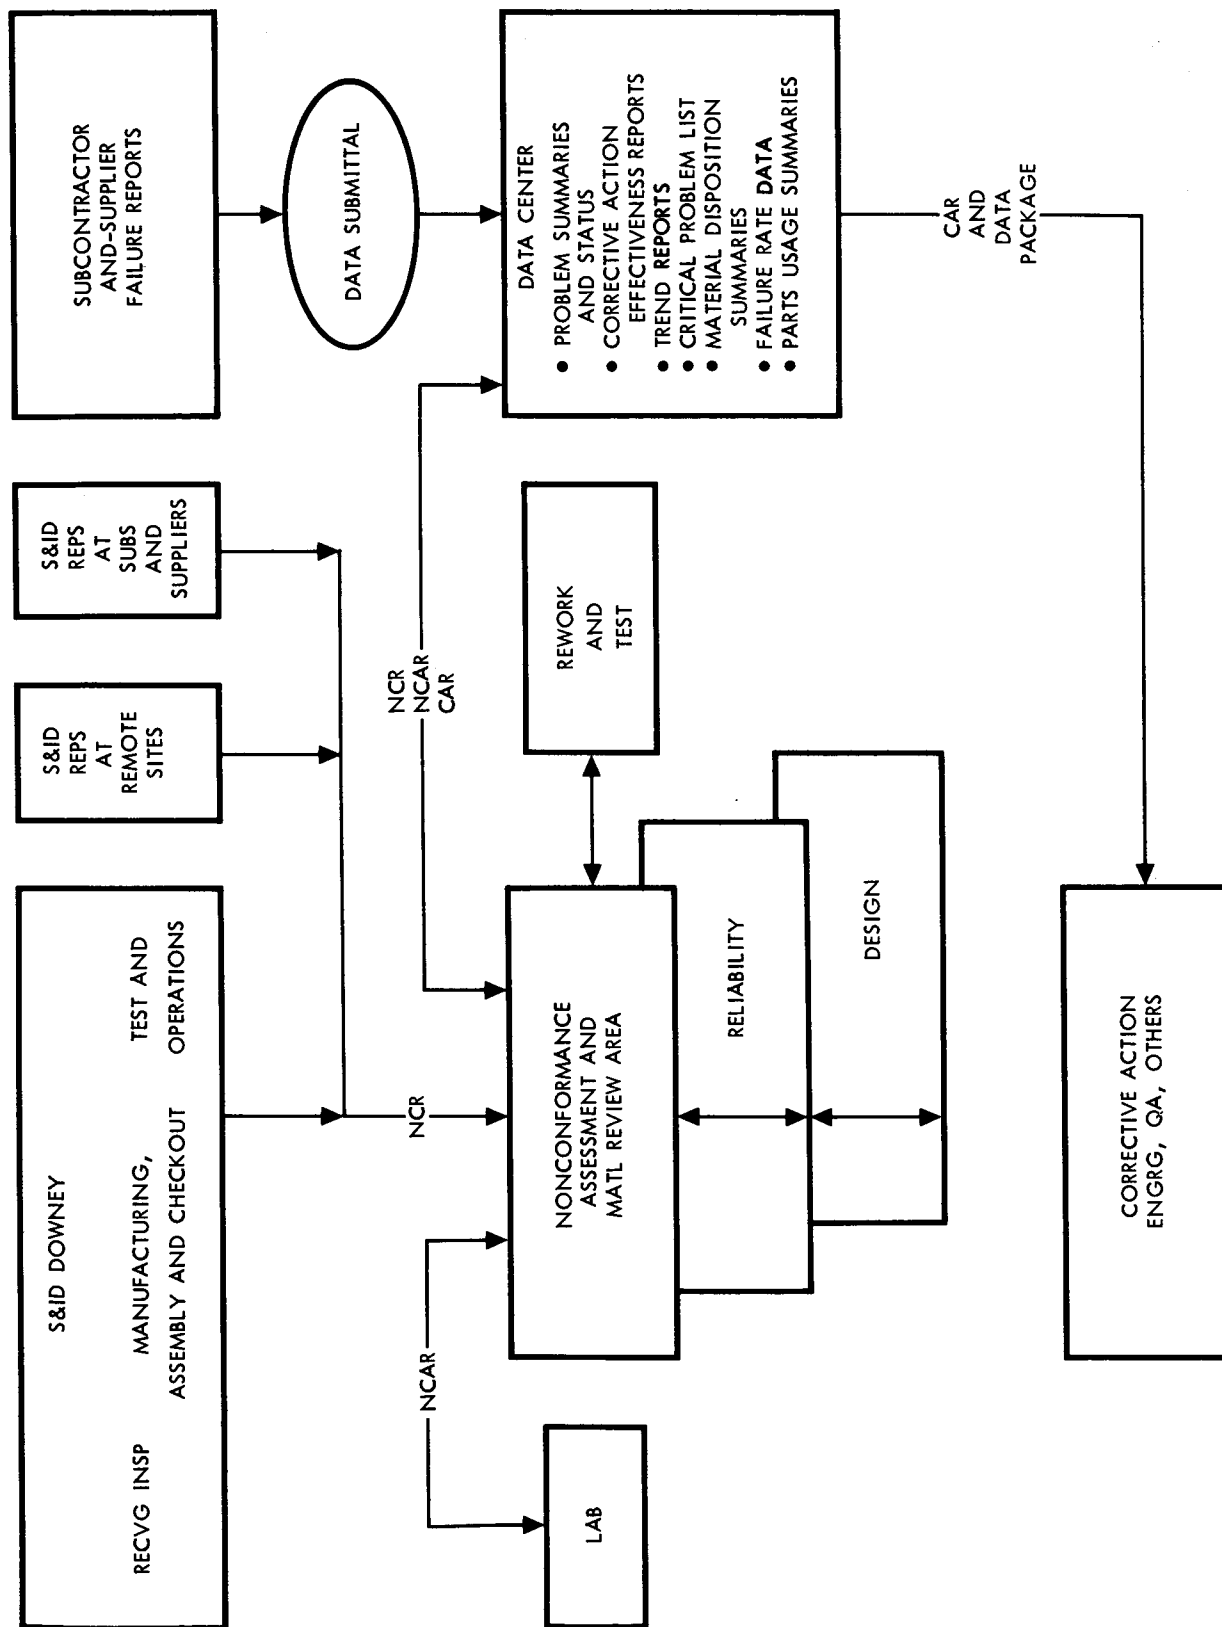 S&ID DOWNEY
RECVG INSP
MANUFACTURING,
ASSEMBLY AND CHECKOUT
TEST AND
OPERATIONS
S&ID
REPS
AT
REMOTE
SITES
S&ID
REPS
AT
SUBS
AND
SUPPLIERS
SUBCONTRACTOR
AND-SUPPLIER
FAILURE REPORTS
DATA SUBMITTAL
NCR
NCAR
NCR
NCAR
CAR
LAB
NONCONFORMANCE
ASSESSMENT AND
MATL REVIEW AREA
RELIABILITY
DESIGN
REWORK
AND
TEST
DATA CENTER
• PROBLEM SUMMARIES
AND STATUS
• CORRECTIVE ACTION
EFFECTIVENESS REPORTS
• TREND REPORTS
• CRITICAL PROBLEM LIST
• MATERIAL DISPOSITION
SUMMARIES
• FAILURE RATE DATA
• PARTS USAGE SUMMARIES
CAR
AND
DATA
PACKAGE
CORRECTIVE ACTION
ENGRG, QA, OTHERS